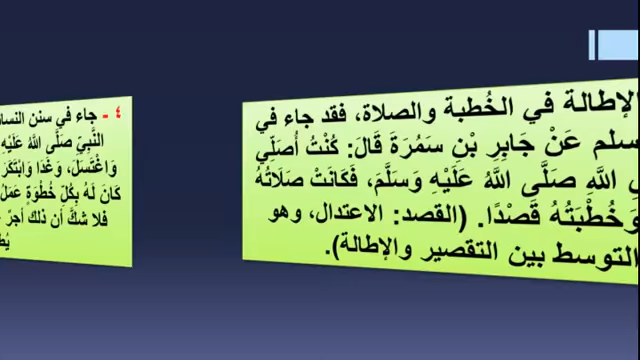 الإطالة في الخُطبة والصلاة، فقد جاء في
سلم عَنْ جَابِرِ بْنِ سَمُرَةَ قَالَ: كُنْتُ أُصَلِّي
اللَّهِ صَلَّى اللَّهُ عَلَيْهِ وَسَلَّمَ، فَكَانَتْ صَلَاتُهُ
وَخُطْبَتُهُ قَصْدًا. (القصد: الاعتدال، وهو
التوسط بين التقصير والإطالة).
٤ - جاء في سنن النسا
النَّبِيِّ صَلَّى اللَّهُ عَلَيْهِ
وَاغْتَسَلَ، وَغَدَا وَابْتَكَرَ
كَانَ لَهُ بِكُلِّ خُطْوَةٍ عَمَلُ
فلا شكَّ أن ذلك أجرٌ